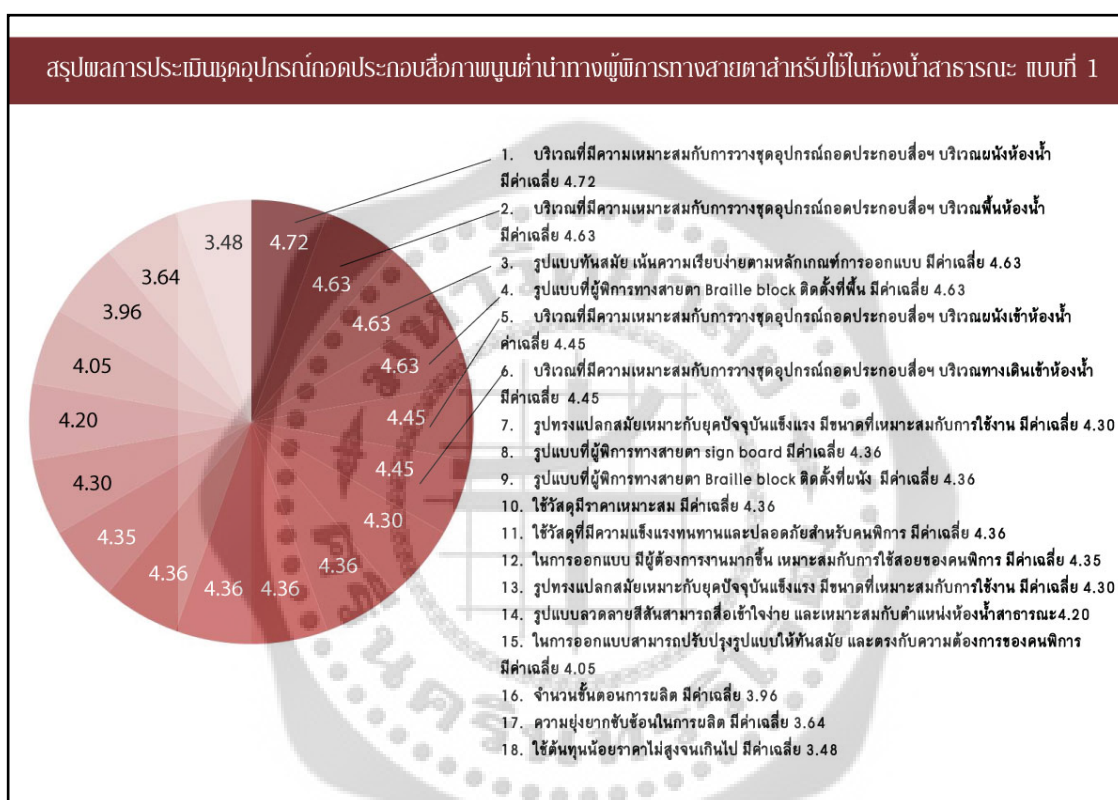 สรุปผลการประเมินชุดอุปกรณ์ถอดประกอบสื่อภาพนูนต่ำนำทางผู้พิการทางสายตาสำหรับใช้ในห้องน้ำสาธารณะ แบบที่ 1
1. บริเวณที่มีความเหมาะสมกับการวางชุดอุปกรณ์ถอดประกอบสื่อฯ บริเวณผนังห้องน้ำ
มีค่าเฉลี่ย 4.72
2. บริเวณที่มีความเหมาะสมกับการวางชุดอุปกรณ์ถอดประกอบสื่อฯ บริเวณพื้นห้องน้ำ
มีค่าเฉลี่ย 4.63
3. รูปแบบทันสมัย เน้นความเรียบง่ายตามหลักเกณฑ์การออกแบบ มีค่าเฉลี่ย 4.63
4. รูปแบบที่ผู้พิการทางสายตา Braille block ติดตั้งที่พื้น มีค่าเฉลี่ย 4.63
5. บริเวณที่มีความเหมาะสมกับการวางชุดอุปกรณ์ถอดประกอบสื่อฯ บริเวณผนังเข้าห้องน้ำ
ค่าเฉลี่ย 4.45
6. บริเวณที่มีความเหมาะสมกับการวางชุดอุปกรณ์ถอดประกอบสื่อฯ บริเวณทางเดินเข้าห้องน้ำ
มีค่าเฉลี่ย 4.45
7. รูปทรงแปลกสมัยเหมาะกับยุคปัจจุบันแข็งแรง มีขนาดที่เหมาะสมกับการใช้งาน มีค่าเฉลี่ย 4.30
8. รูปแบบที่ผู้พิการทางสายตา sign board มีค่าเฉลี่ย 4.36
9. รูปแบบที่ผู้พิการทางสายตา Braille block ติดตั้งที่ผนัง มีค่าเฉลี่ย 4.36
10. ใช้วัสดุมีราคาเหมาะสม มีค่าเฉลี่ย 4.36
11. ใช้วัสดุที่มีความแข็งแรงทนทานและปลอดภัยสำหรับคนพิการ มีค่าเฉลี่ย 4.36
12. ในการออกแบบ มีผู้ต้องการงานมากขึ้น เหมาะสมกับการใช้สอยของคนพิการ มีค่าเฉลี่ย 4.35
13. รูปทรงแปลกสมัยเหมาะกับยุคปัจจุบันแข็งแรง มีขนาดที่เหมาะสมกับการใช้งาน มีค่าเฉลี่ย 4.30
14. รูปแบบลวดลายสีสันสามารถสื่อเข้าใจง่าย และเหมาะสมกับตำแหน่งห้องน้ำสาธารณะ4.20
15. ในการออกแบบสามารถปรับปรุงรูปแบบให้ทันสมัย และตรงกับความต้องการของคนพิการ
มีค่าเฉลี่ย 4.05
16. จำนวนขั้นตอนการผลิต มีค่าเฉลี่ย 3.96
17. ความยุ่งยากซับซ้อนในการผลิต มีค่าเฉลี่ย 3.64
18. ใช้ต้นทุนน้อยราคาไม่สูงจนเกินไป มีค่าเฉลี่ย 3.48
4.72
4.63
4.63
4.63
4.45
4.45
4.30
4.36
4.36
4.36
4.36
4.35
4.30
4.20
4.05
3.96
3.64
3.48